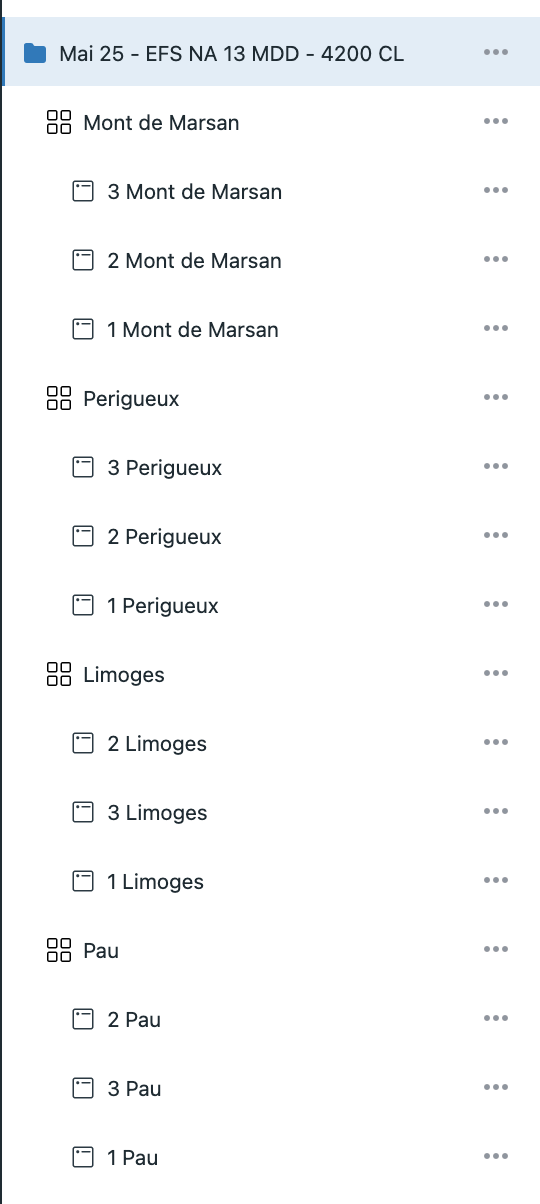 Mai 25 - EFS NA 13 MDD - 4200 CL
Mont de Marsan
3 Mont de Marsan
2 Mont de Marsan
1 Mont de Marsan
Perigueux
3 Perigueux
2 Perigueux
1 Perigueux
Limoges
2 Limoges
3 Limoges
1 Limoges
Pau
2 Pau
3 Pau
1 Pau